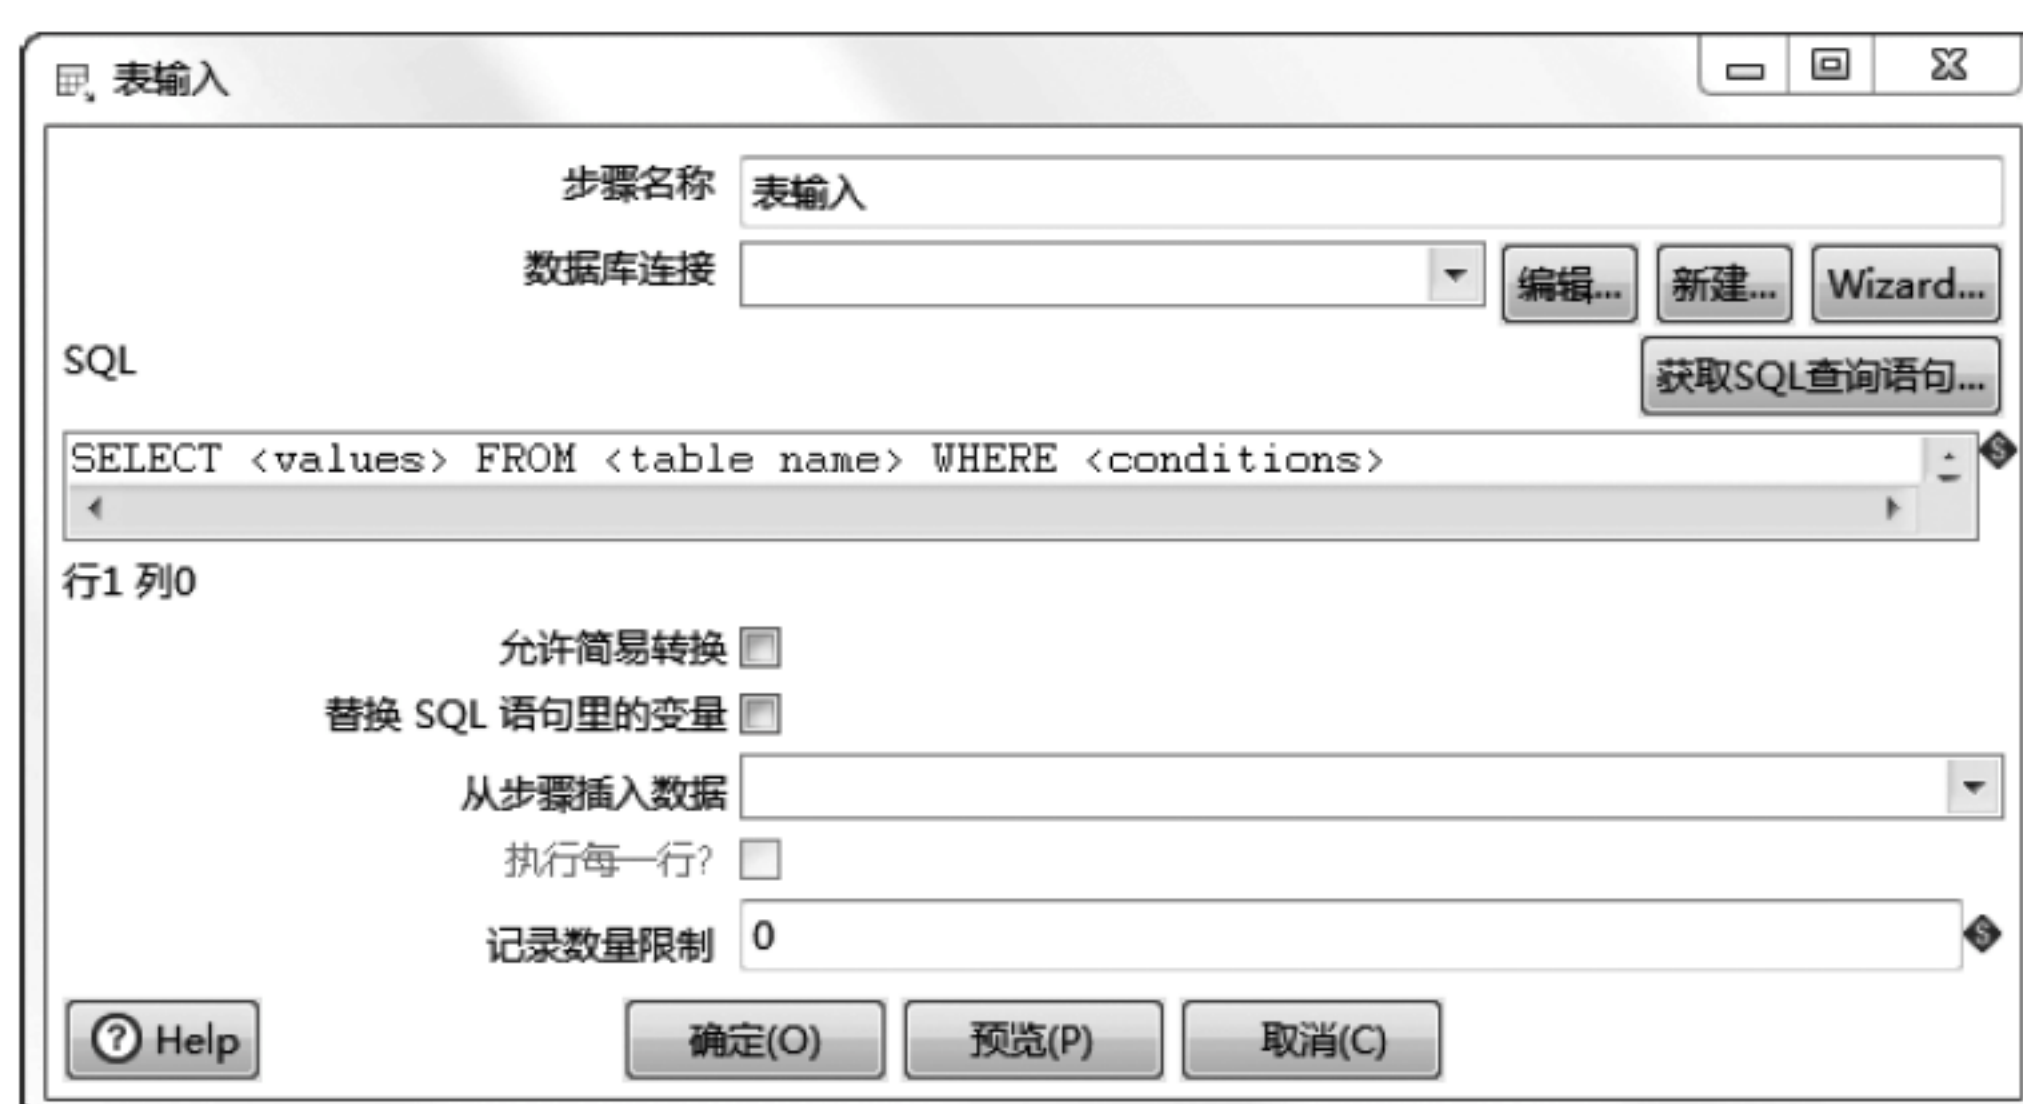 表输入
步骤名称 表输入
数据库连接 编辑... 新建... Wizard...
SQL 获取SQL查询语句...
SELECT <values> FROM <table name> WHERE <conditions>
行1 列0
允许简易转换
替换 SQL 语句里的变量
从步骤插入数据
执行每一行?
记录数量限制 0
Help 确定(O) 预览(P) 取消(C)